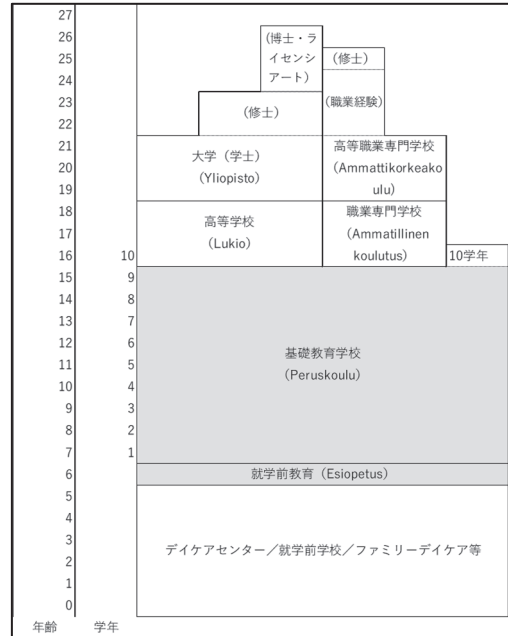 27
26
25
24
23
22
21
20
19
18
17
16 10
15 9
14 8
13 7
12 6
11 5
10 4
9 3
8 2
7 1
6
5
4
3
2
1
0
年齢 学年
(博士・ラ
イセンシ
アート)
(修士)
(修士)
(職業経験)
大学（学士）
(Yliopisto)
高等職業専門学校
(Ammattikorkeako
ulu)
高等学校
(Lukio)
職業専門学校
(Ammatillinen
koulutus)
10学年
基礎教育学校
(Peruskoulu)
就学前教育（Esiopetus）
デイケアセンター／就学前学校／ファミリーデイケア等